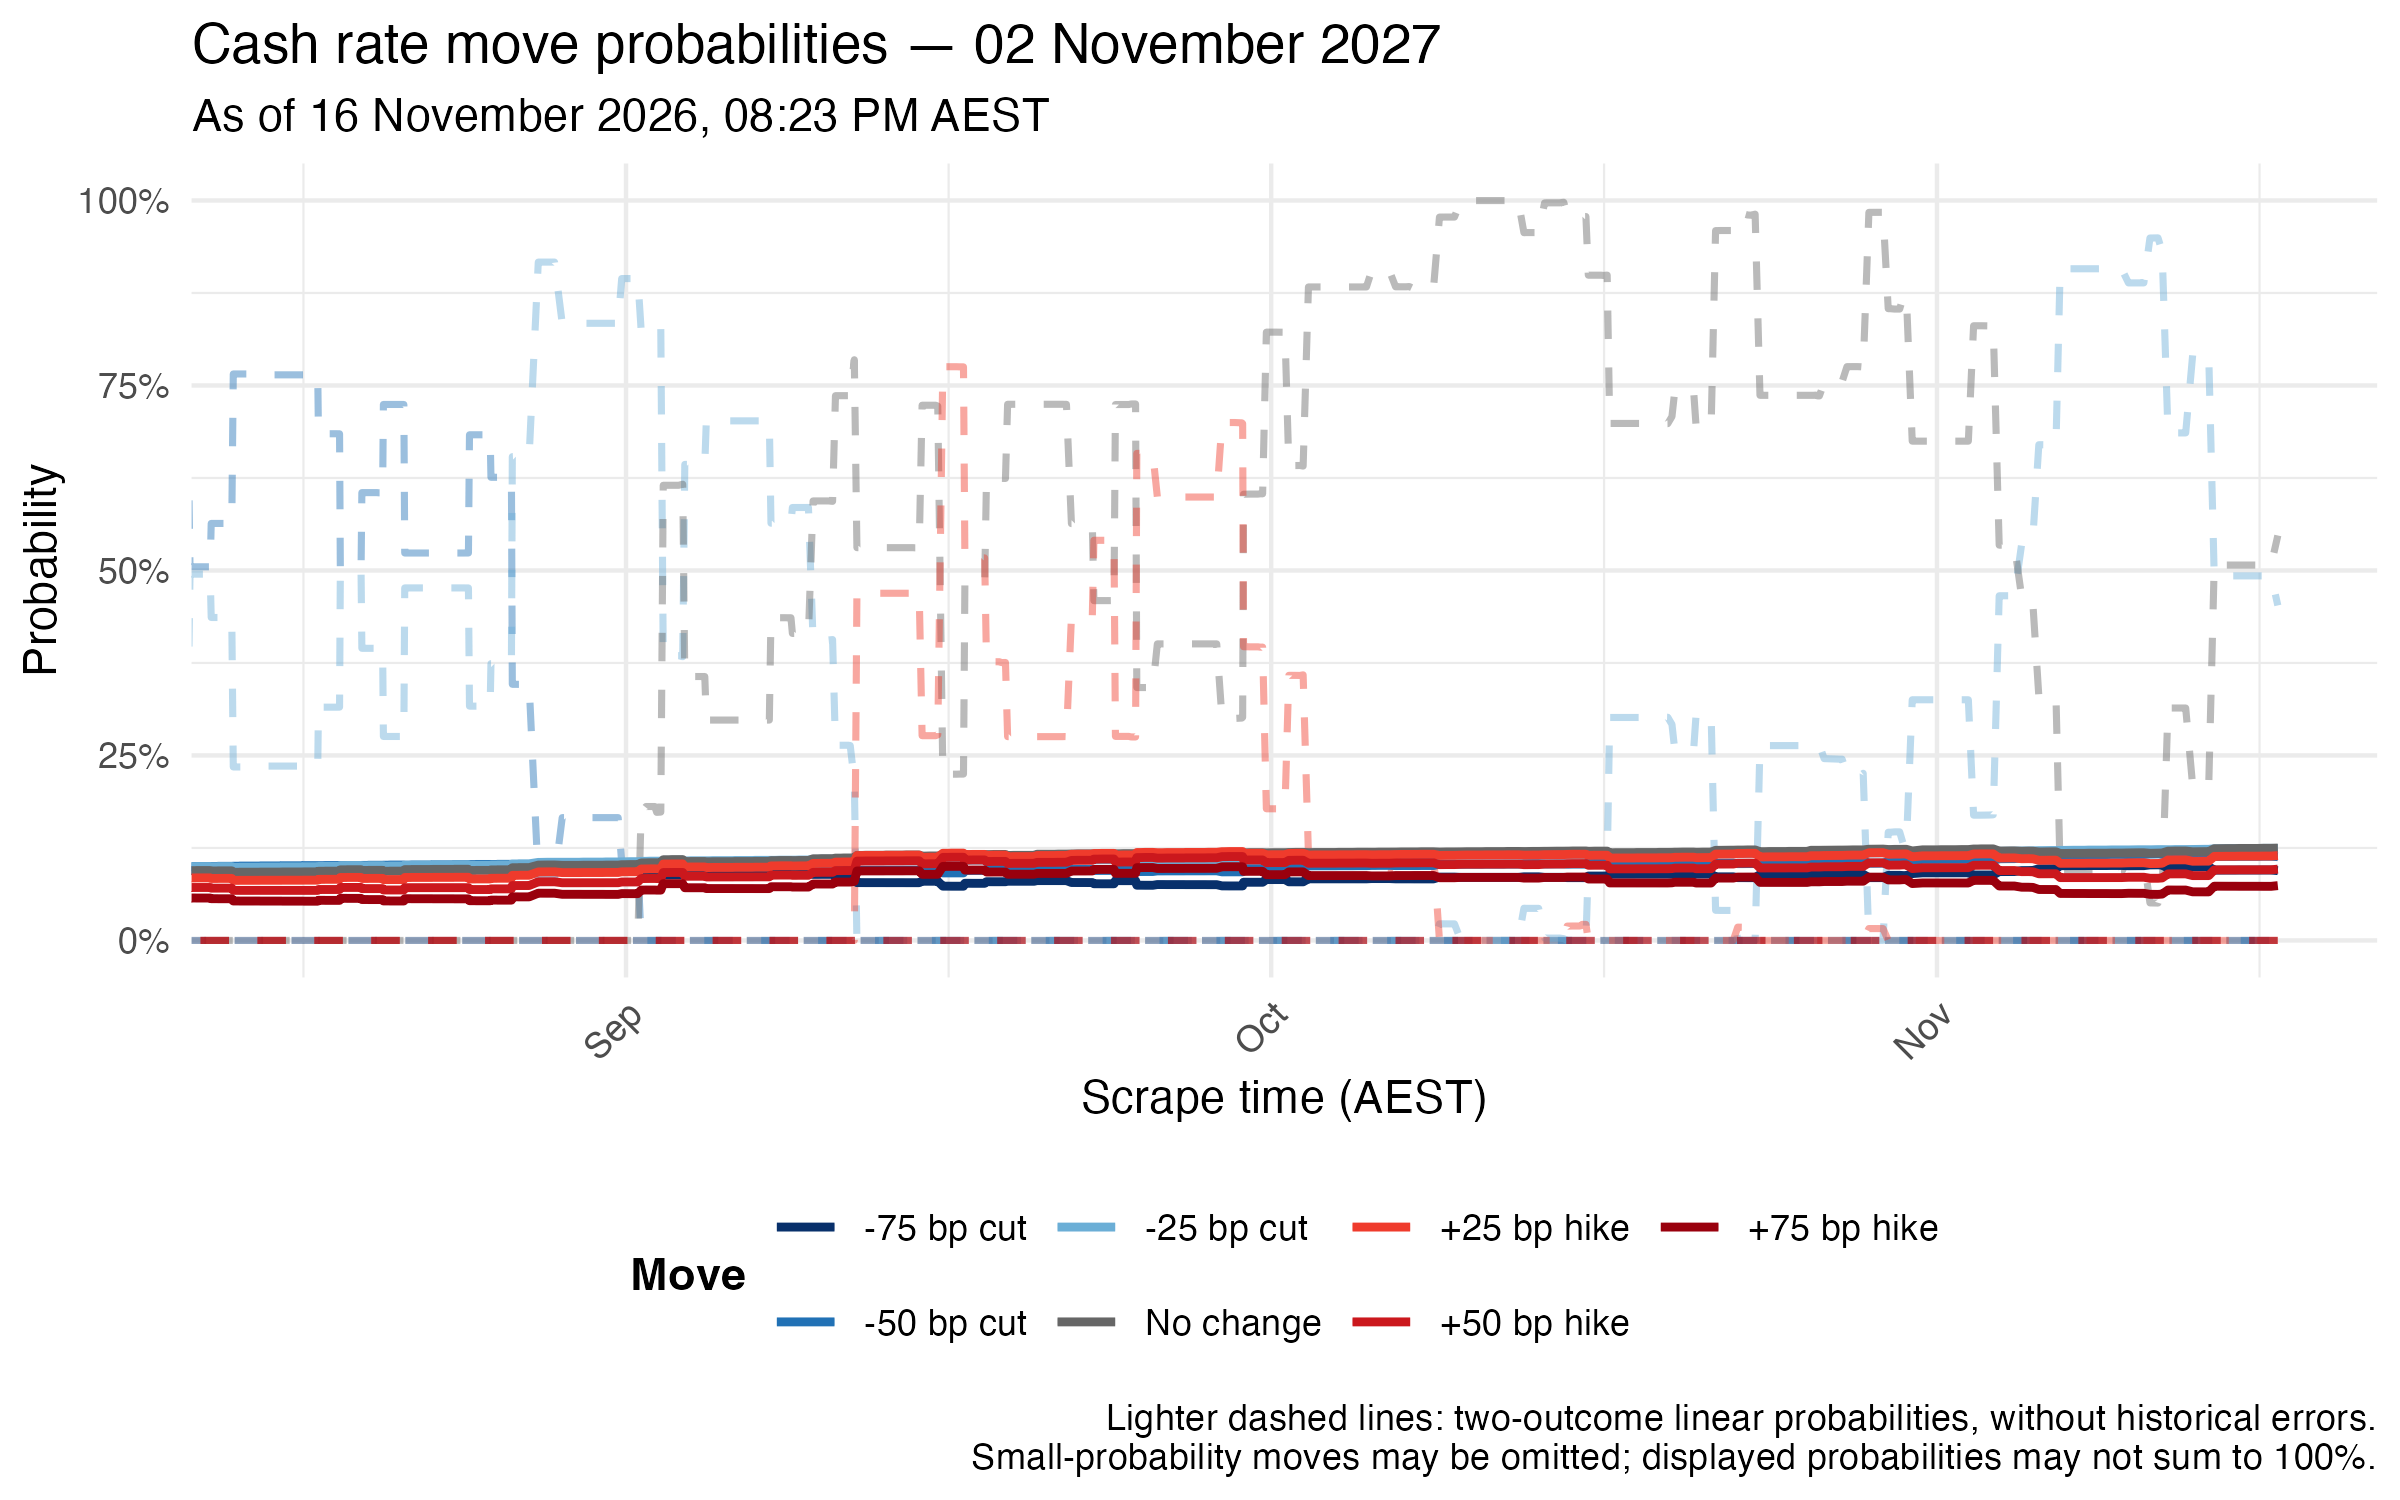 Cash rate move probabilities — 02 November 2027
As of 16 November 2026, 08:23 PM AEST
Probability
100%
75%
50%
25%
0%
Sep
Oct
Nov
Scrape time (AEST)
Move
-75 bp cut
-25 bp cut
+25 bp hike
+75 bp hike
-50 bp cut
No change
+50 bp hike
Lighter dashed lines: two-outcome linear probabilities, without historical errors.
Small-probability moves may be omitted; displayed probabilities may not sum to 100%.